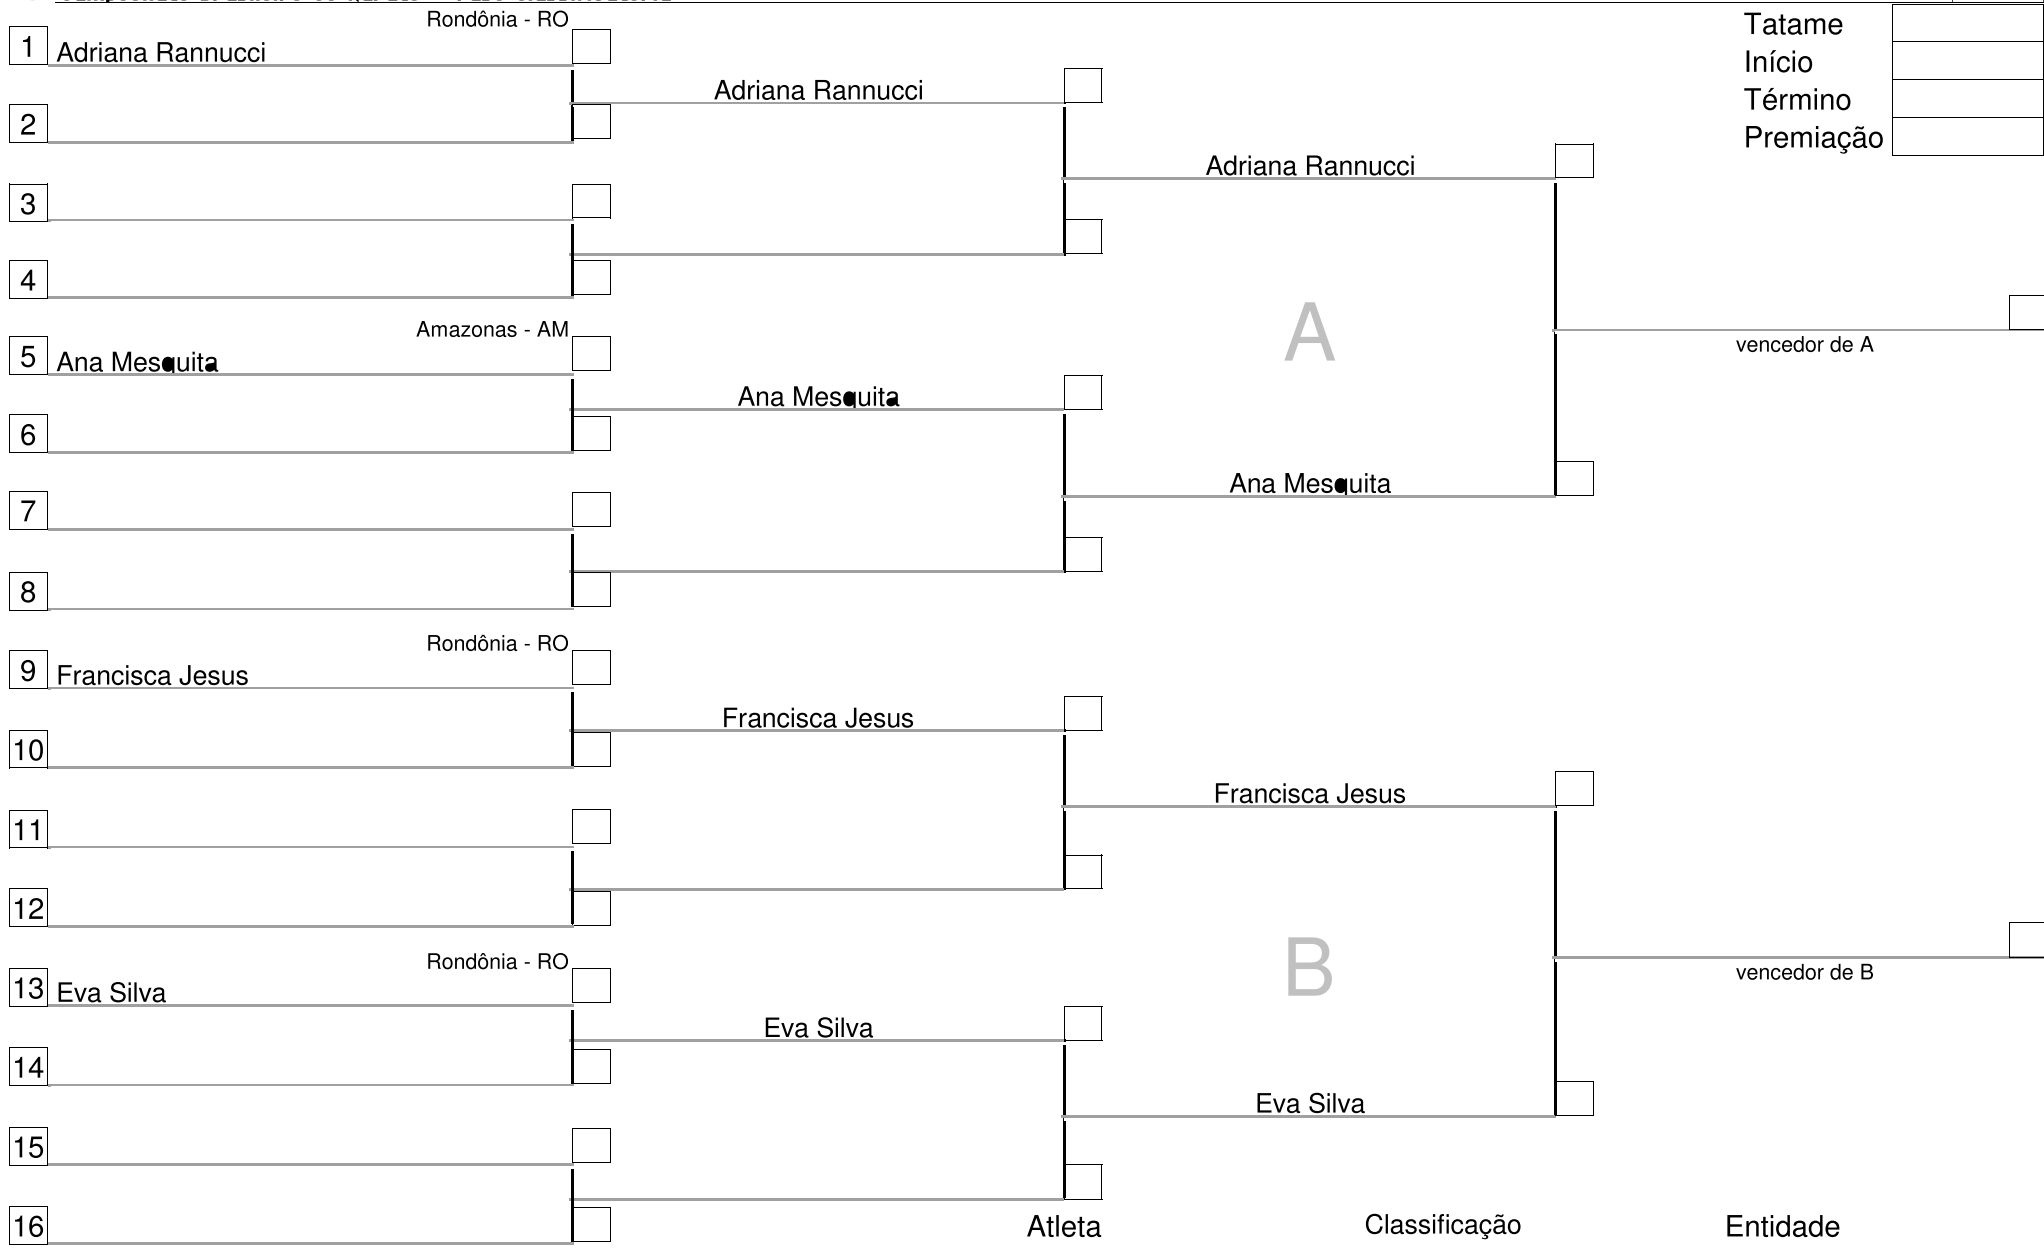 Rondônia - RO
Tatame
1 Adriana Rannucci
Início
Adriana Rannucci
Término
2
Premiação
Adriana Rannucci
3
4
A
Amazonas - AM
vencedor de A
5 Ana Mesquita
Ana Mesquita
6
Ana Mesquita
7
8
Rondônia - RO
9 Francisca Jesus
Francisca Jesus
10
Francisca Jesus
11
12
Rondônia - RO
B
vencedor de B
13 Eva Silva
Eva Silva
14
Eva Silva
15
16
Atleta Classificação Entidade